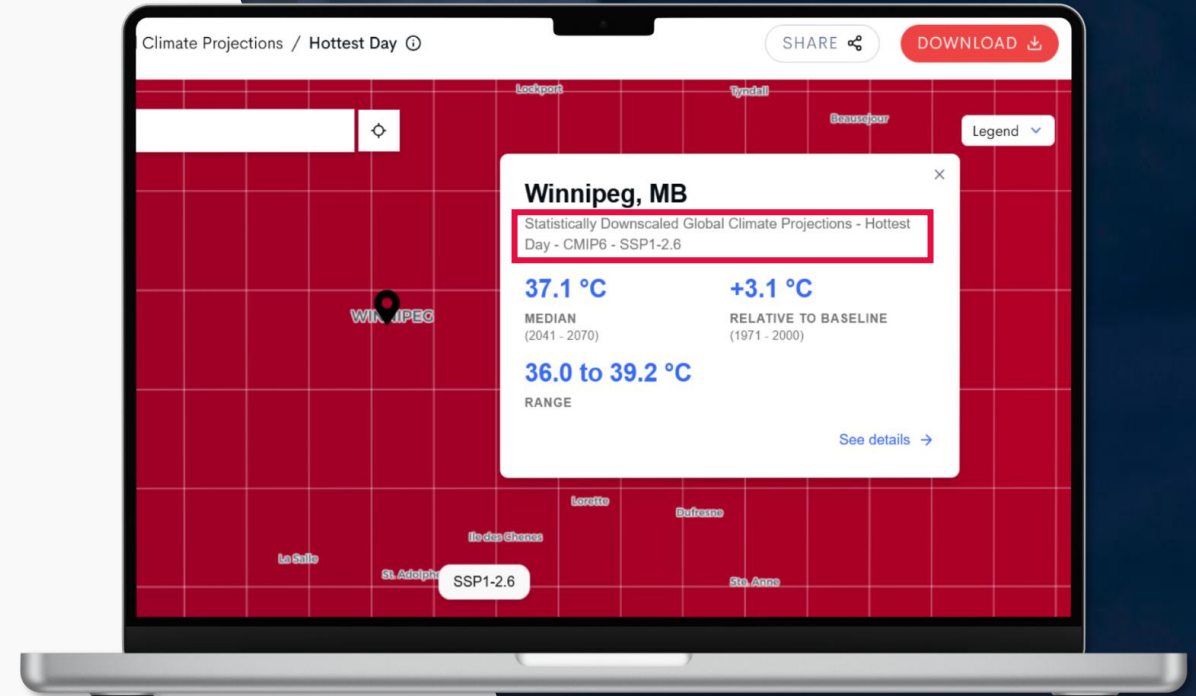 Climate Projections / Hottest Day
SHARE
DOWNLOAD
Lockport
Tyndall
Beausejour
Legend
Winnipeg, MB
Statistically Downscaled Global Climate Projections - Hottest
Day - CMIP6 - SSP1-2.6
37.1 °C
+3.1 °C
MEDIAN
RELATIVE TO BASELINE
(2041 - 2070)
(1971 - 2000)
36.0 to 39.2 °C
RANGE
See details
WINNIPEG
Lorette
Dufresne
Ile des Chenes
La Salle
St. Adolphe
SSP1-2.6
Ste. Anne